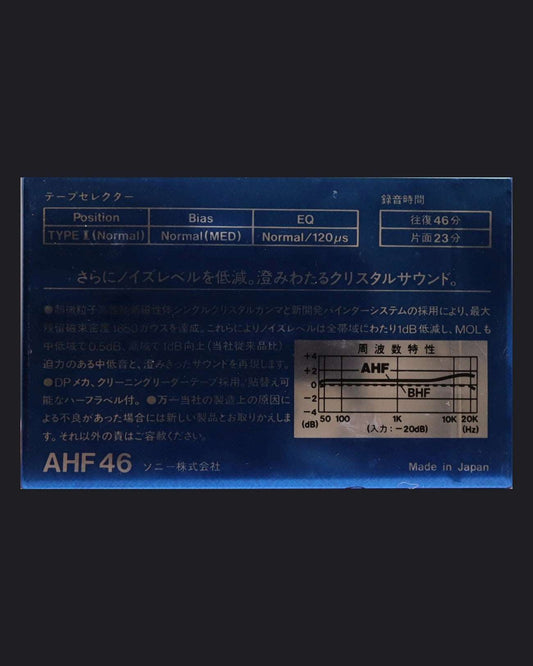 テープセレクター
録音時間
Position Bias EQ
TYPE I (Normal) Normal(MED) Normal/120μs
往復46分
片面23分
さらにノイズレベルを低減。澄みわたるクリスタルサウンド。
磁性体シングルクリスタルガンマと新開発バインダーシステムの採用により、最大
残留磁束密度1650ガウスを達成。これらによりノイズレベルは全帯域にわたり1dB低減し、MOLも
中低域で0.5dB、高域で1dB向上(当社従来品比)
迫力のある中低音と、澄みきったサウンドを再現します。
●DPメカ、クリーニングリーダーテープ採用。貼替え可
能なハーフラベル付。●万一当社の製造上の原因に
よる不良があった場合には新しい製品とお取りかえしま
す。それ以外の責はご容赦ください。
周波数特性
+4
+2
0
-2
-4
(dB)
AHF
BHF
50 100 1K 10K 20K
(入力:-20dB) (Hz)
AHF 46 ソニー株式会社
Made in Japan